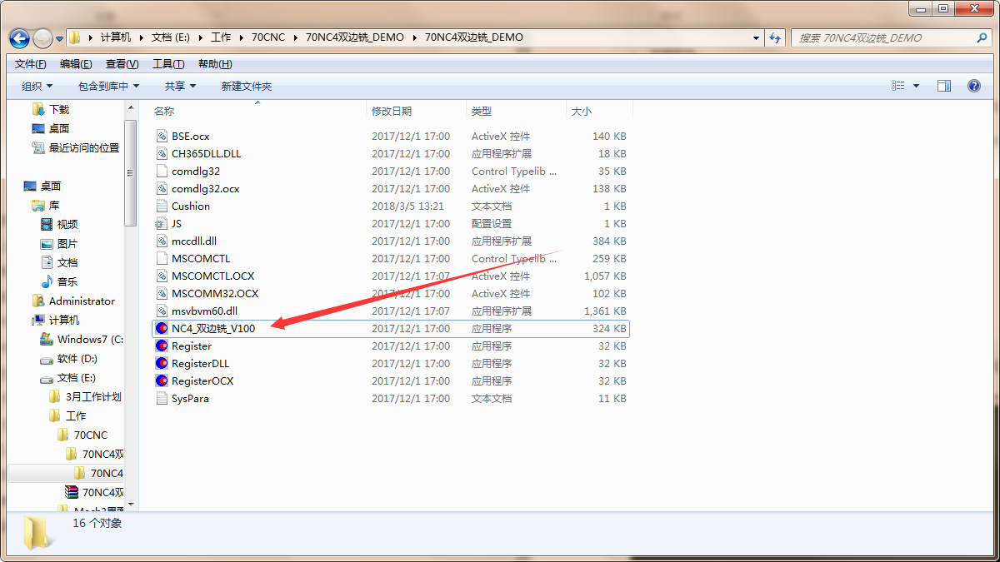 计算机 文档 (E:) 工作 70CNC 70NC4双边铣_DEMO 70NC4双边铣_DEMO
搜索 70NC4双边铣_DEMO
文件(F) 编辑(E) 查看(V) 工具(T) 帮助(H)
组织 包含到库中 共享 新建文件夹
下载
桌面
最近访问的位置
桌面
库
视频
图片
文档
音乐
Administrator
计算机
Windows7 (C:
软件 (D:)
文档 (E:)
3月工作计划
工作
70CNC
70NC4双
70NC4
70NC4双
名称 修改日期 类型 大小
BSE.ocx 2017/12/1 17:00 ActiveX 控件 140 KB
CH365DLL.DLL 2017/12/1 17:00 应用程序扩展 18 KB
comdlg32 2017/12/1 17:00 Control Typelib ... 35 KB
comdlg32.ocx 2017/12/1 17:00 ActiveX 控件 138 KB
Cushion 2018/3/5 13:21 文本文档 1 KB
JS 2017/12/1 17:00 配置设置 1 KB
mccdll.dll 2017/12/1 17:00 应用程序扩展 384 KB
MSCOMCTL 2017/12/1 17:00 Control Typelib ... 259 KB
MSCOMCTL.OCX 2017/12/1 17:07 ActiveX 控件 1,057 KB
MSCOMM32.OCX 2017/12/1 17:00 ActiveX 控件 102 KB
msvbvm60.dll 2017/12/1 17:07 应用程序扩展 1,361 KB
NC4_双边铣_V100 2017/12/1 17:00 应用程序 324 KB
Register 2017/12/1 17:00 应用程序 32 KB
RegisterDLL 2017/12/1 17:00 应用程序 32 KB
RegisterOCX 2017/12/1 17:00 应用程序 32 KB
SysPara 2017/12/1 17:00 文本文档 11 KB
16 个对象